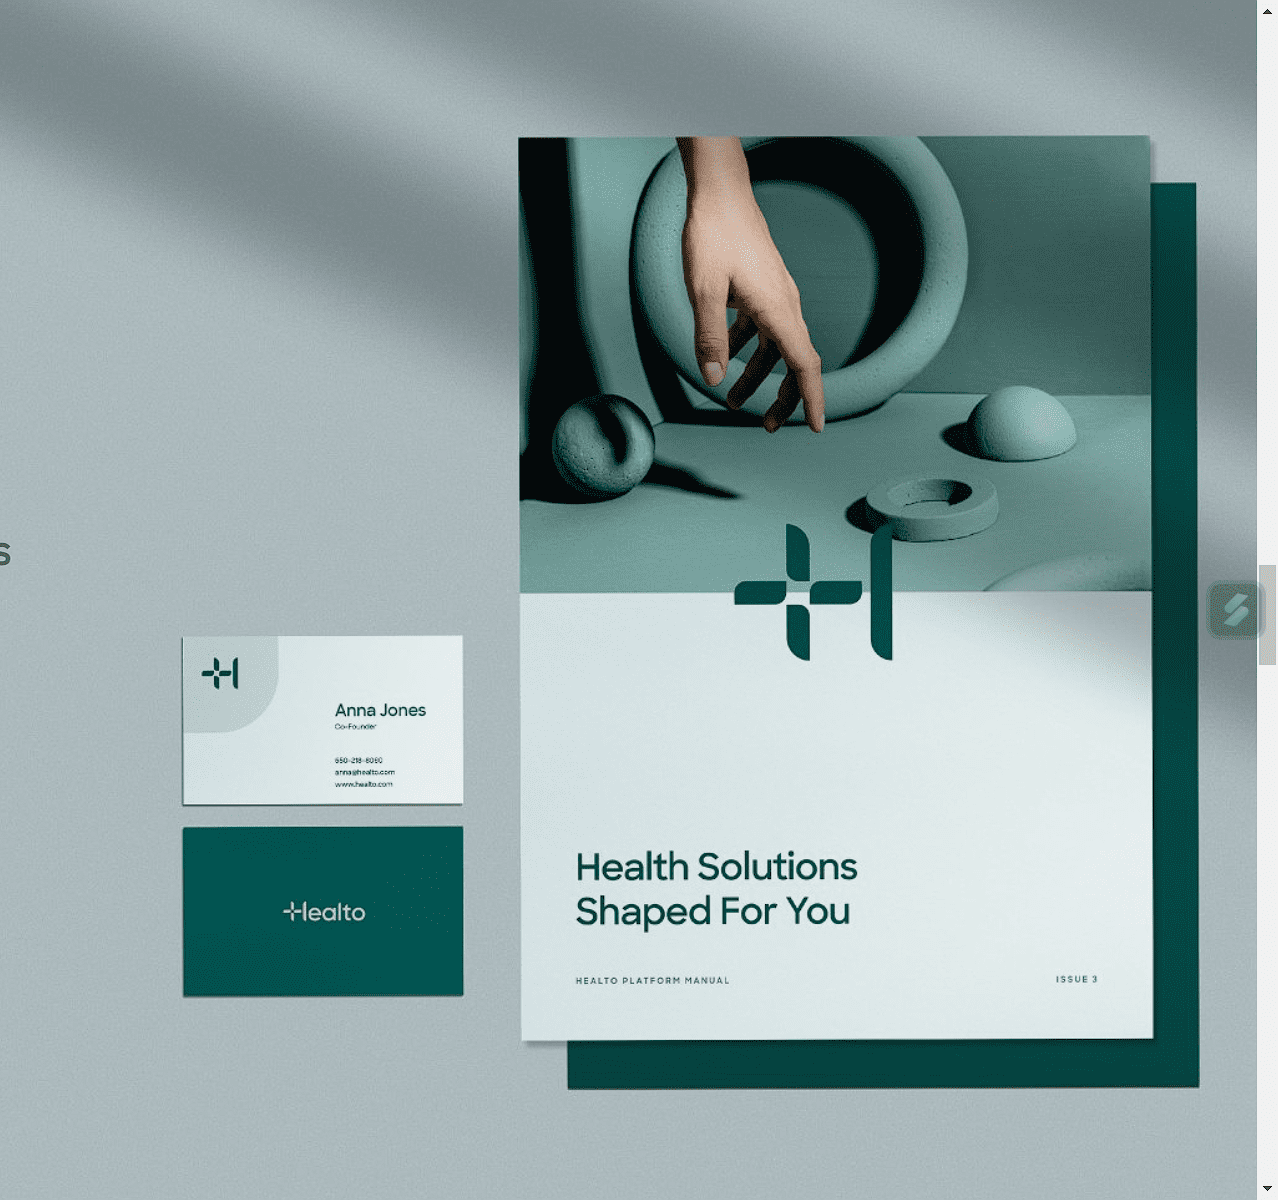 s
Anna Jones
Co-Founder
650-218-8090
anna@healto.com
www.healto.com
Healto
Health Solutions
Shaped For You
HEALTO PLATFORM MANUAL
ISSUE 3